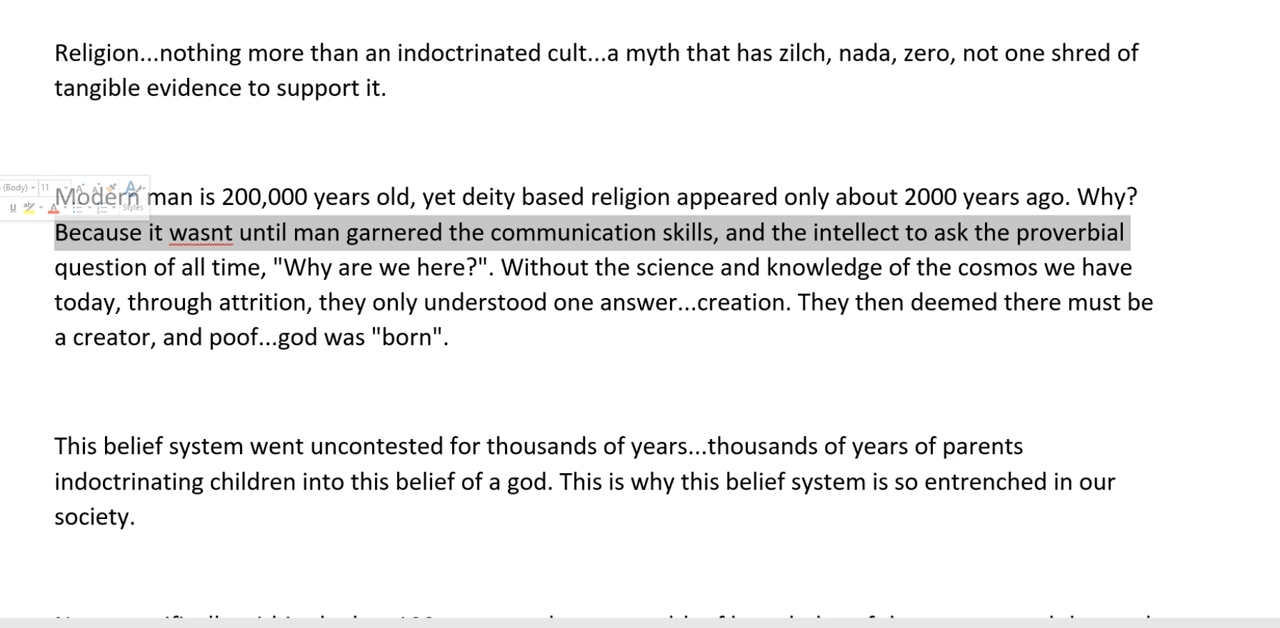 Religion...nothing more than an indoctrinated cult...a myth that has zilch, nada, zero, not one shred of
tangible evidence to support it.
(Body) 11
Modern man is 200,000 years old, yet deity based religion appeared only about 2000 years ago. Why?
Styles
Because it wasnt until man garnered the communication skills, and the intellect to ask the proverbial
question of all time, "Why are we here?". Without the science and knowledge of the cosmos we have
today, through attrition, they only understood one answer...creation. They then deemed there must be
a creator, and poof...god was "born".
This belief system went uncontested for thousands of years...thousands of years of parents
indoctrinating children into this belief of a god. This is why this belief system is so entrenched in our
society.